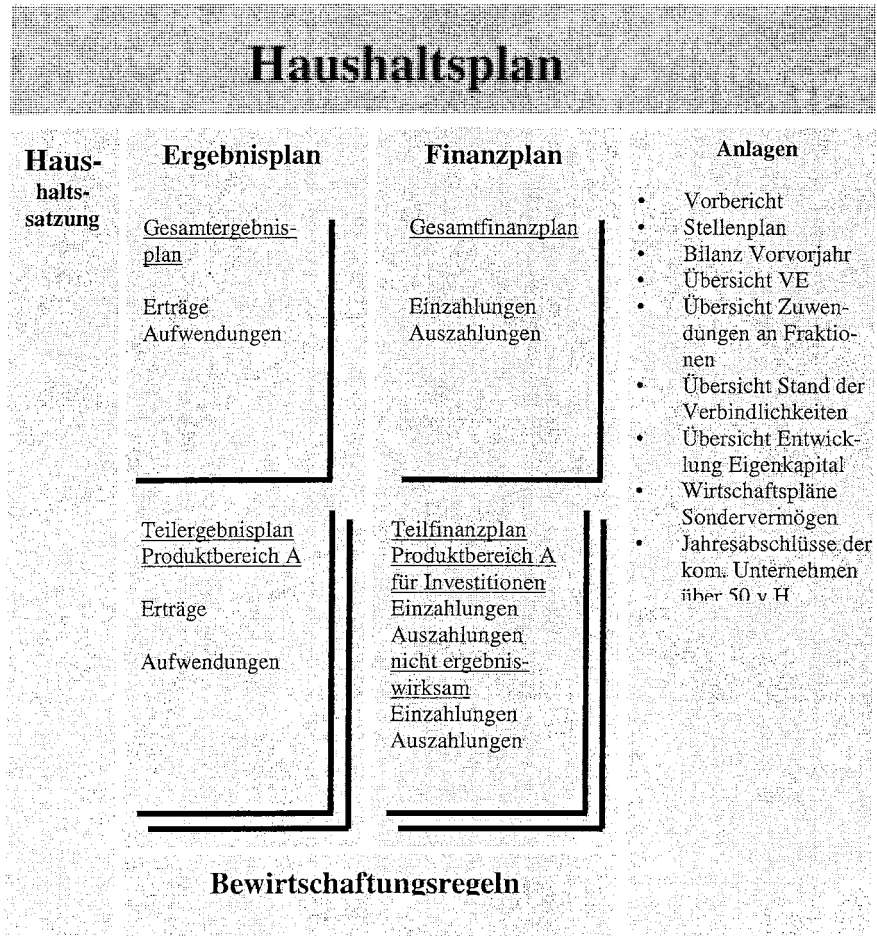 Haushaltsplan
Haus-
halts-
satzung
Ergebnisplan
Gesamtergebnis-
plan
Erträge
Aufwendungen
Teilergebnisplan
Produktbereich A
Erträge
Aufwendungen
Finanzplan
Gesamtfinanzplan
Einzahlungen
Auszahlungen
Teilfinanzplan
Produktbereich A
für Investitionen
Einzahlungen
Auszahlungen
nicht ergebnis-
wirksam
Einzahlungen
Auszahlungen
Anlagen
• Vorbericht
• Stellenplan
• Bilanz Vorvorjahr
• Übersicht VE
• Übersicht Zuwen-
dungen an Fraktio-
nen
• Übersicht Stand der
Verbindlichkeiten
• Übersicht Entwick-
lung Eigenkapital
• Wirtschaftspläne
Sondervermögen
• Jahresabschlüsse der
kom. Unternehmen
über 50 v H
Bewirtschaftungsregeln